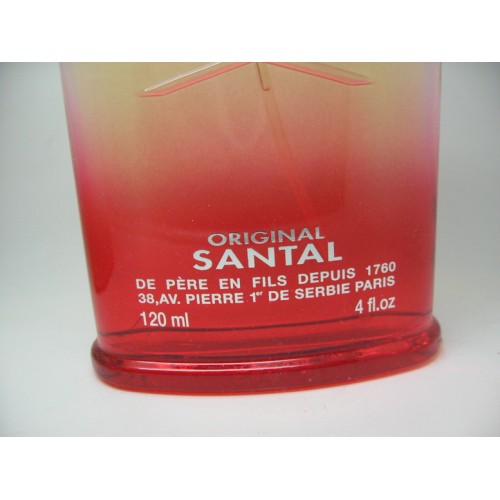 ORIGINAL
SANTAL
DE PÈRE EN FILS DEPUIS 1760
38,AV. PIERRE 1er DE SERBIE PARIS
120 ml 4 fl.oz